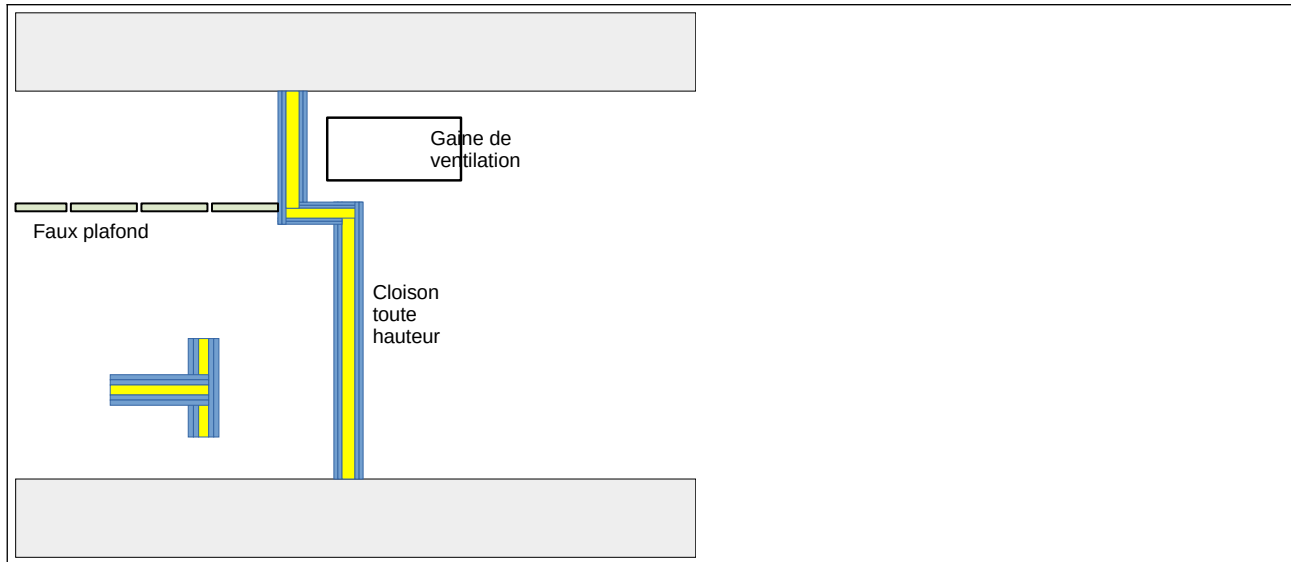 Gaine de
ventilation
Faux plafond
Cloison
toute
hauteur